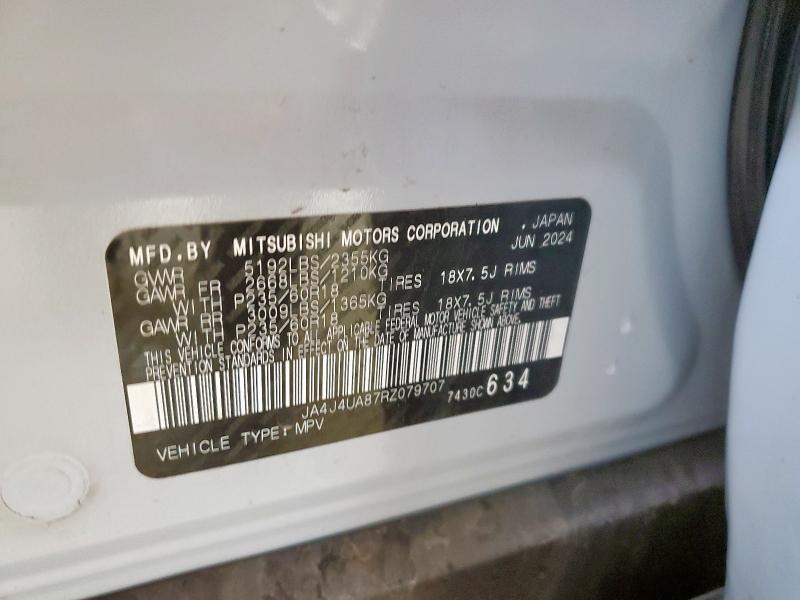 MFD.BY MITSUBISHI MOTORS CORPORATION , JAPAN
JUN 2024
GVWR 5192LBS/2355KG
GAWR FR 2668LBS/1210KG
WITH P235/60R18 TIRES 18X7.5J RIMS
GAWR RR 3009LBS/1365KG
WITH P235/60R18 TIRES 18X7.5J RIMS
THIS VEHICLE CONFORMS TO ALL APPLICABLE FEDERAL MOTOR VEHICLE SAFETY AND THEFT
PREVENTION STANDARDS IN EFFECT ON THE DATE OF MANUFACTURE SHOWN ABOVE.
JA4J4UA87RZ079707 7430C 634
VEHICLE TYPE: MPV